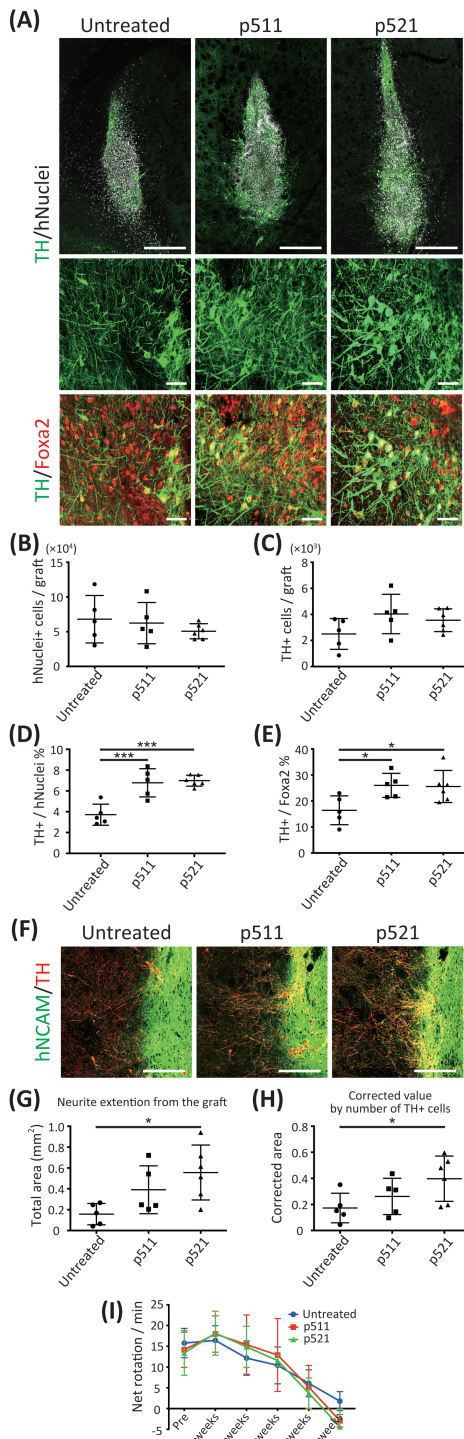 (A)
Untreated p511 p521
TH/hNuclei
TH/Foxa2
(B)
(×10⁴)
hNuclei+ cells / graft
15
10
5
0
Untreated
p511
p521
(C)
(×10³)
TH+ cells / graft
8
6
4
2
0
Untreated
p511
p521
(D)
TH+ / hNuclei %
10
8
6
4
2
0
***
***
Untreated
p511
p521
(E)
TH+ / Foxa2 %
40
30
20
10
0
*
*
Untreated
p511
p521
(F)
Untreated p511 p521
hNCAM/TH
(G)
Neurite extention from the graft
Total area (mm²)
1.0
0.8
0.6
0.4
0.2
0.0
*
Untreated
p511
p521
(H)
Corrected value
by number of TH+ cells
Corrected area
0.8
0.6
0.4
0.2
0
*
Untreated
p511
p521
(I)
Net rotation / min
25
20
15
10
5
0
Untreated
p511
p521
Pre
weeks
weeks
weeks
weeks